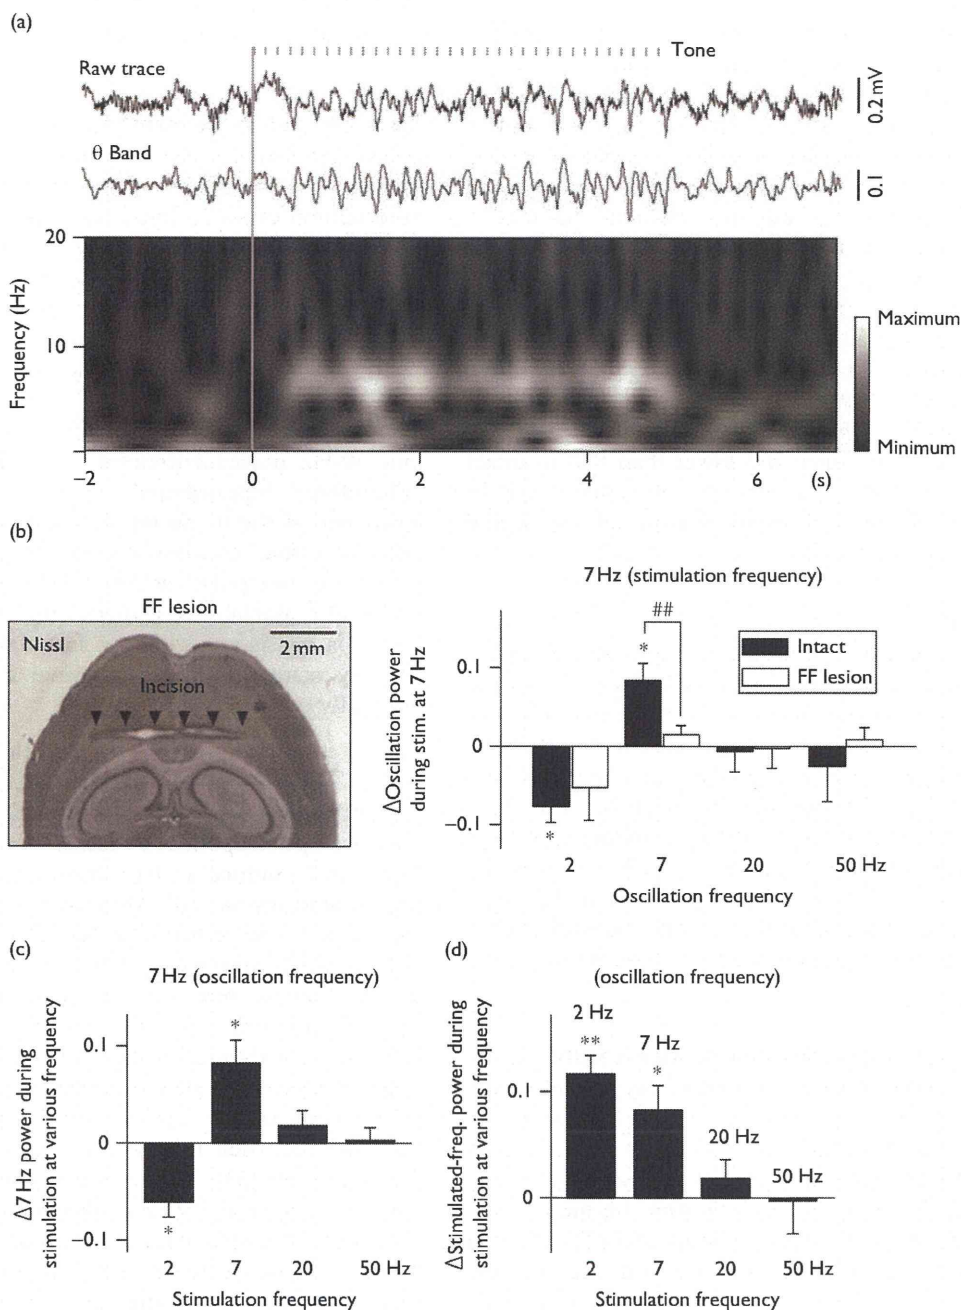 (a)
Tone
Raw trace
0.2 mV
θ Band
0.1
20
10
Frequency (Hz)
Maximum
Minimum
−2 0 2 4 6 (s)
(b)
FF lesion
Nissl
2 mm
Incision
7 Hz (stimulation frequency)
##
*
Intact
FF lesion
0.1
0
−0.1
*
ΔOscillation power
during stim. at 7 Hz
2 7 20 50 Hz
Oscillation frequency
(c)
7 Hz (oscillation frequency)
*
0.1
0
−0.1
*
Δ7 Hz power during
stimulation at various frequency
2 7 20 50 Hz
Stimulation frequency
(d)
(oscillation frequency)
2 Hz
**
7 Hz
*
20 Hz
50 Hz
0.1
0
ΔStimulated-freq. power during
stimulation at various frequency
2 7 20 50 Hz
Stimulation frequency